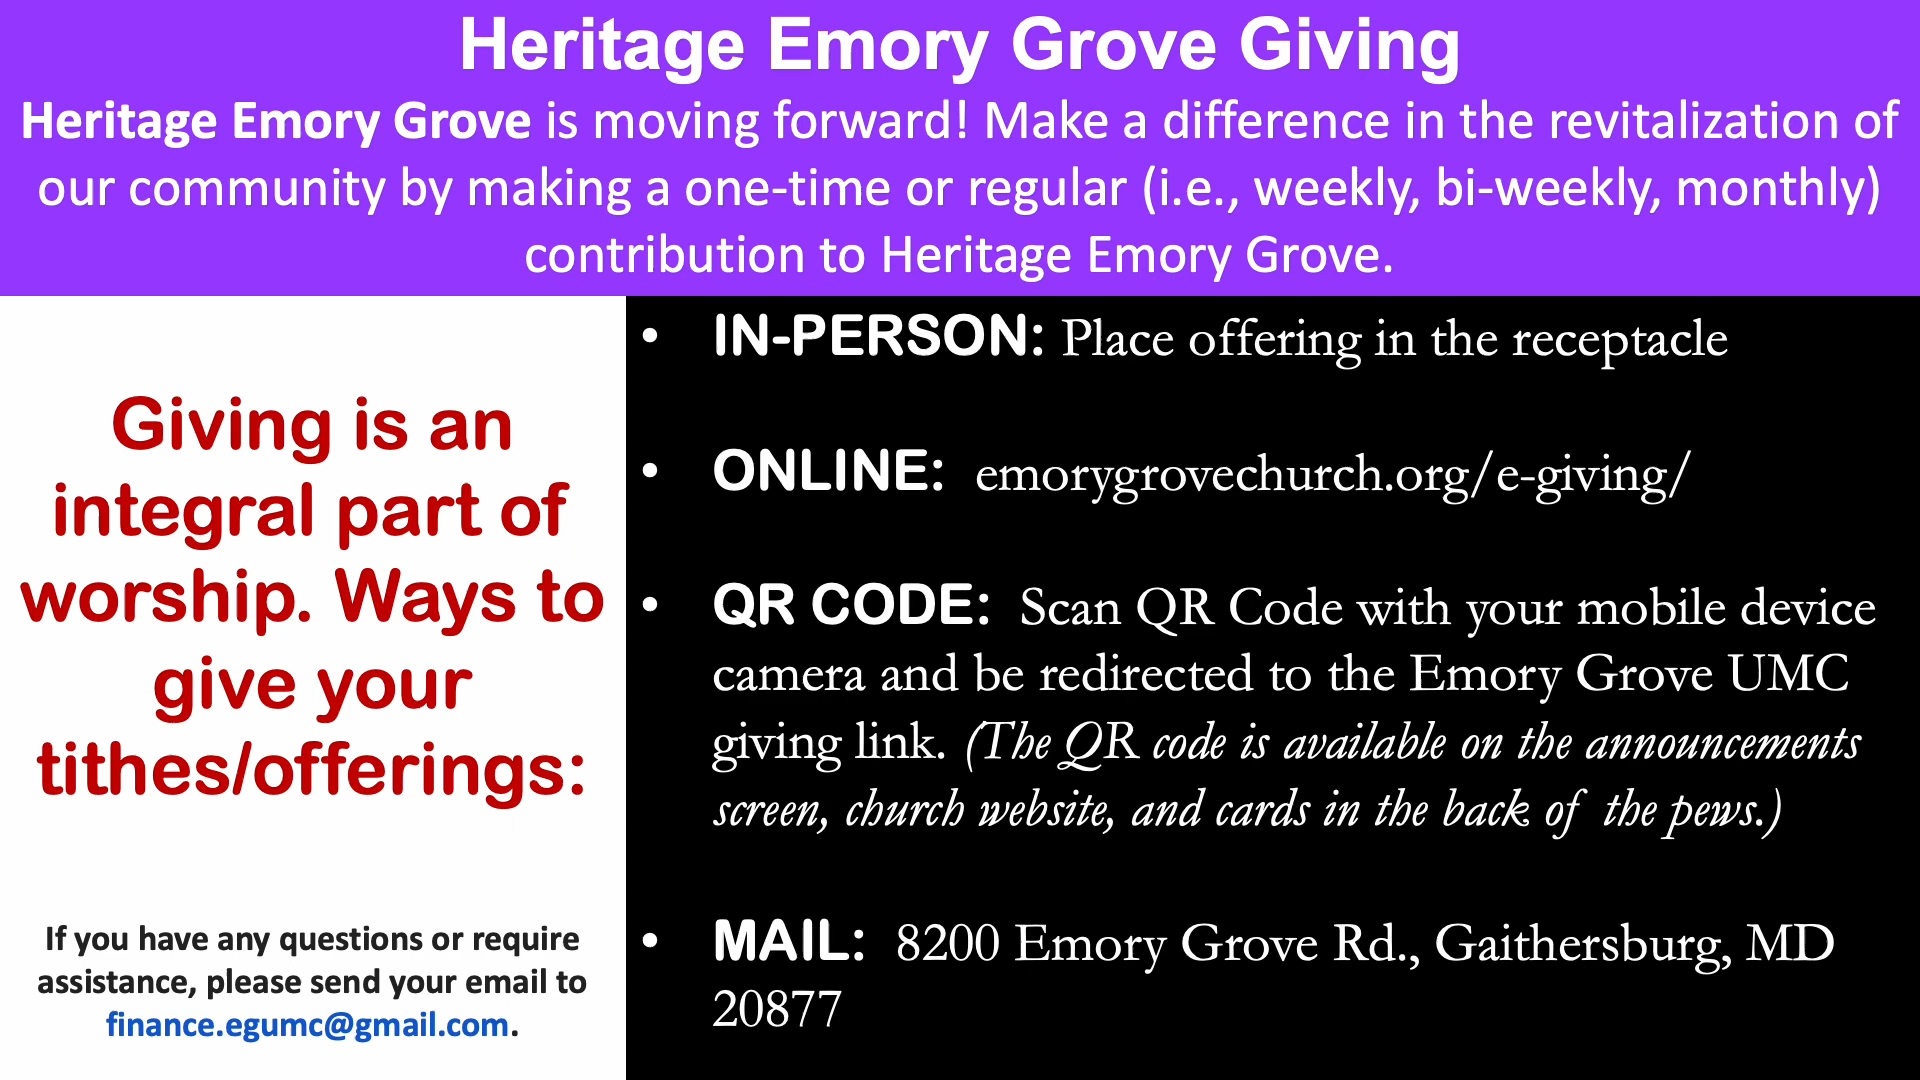 Heritage Emory Grove Giving
Heritage Emory Grove is moving forward! Make a difference in the revitalization of
our community by making a one-time or regular (i.e., weekly, bi-weekly, monthly)
contribution to Heritage Emory Grove.
Giving is an
integral part of
worship. Ways to
give your
tithes/offerings:
If you have any questions or require
assistance, please send your email to
finance.egumc@gmail.com.
• IN-PERSON: Place offering in the receptacle
• ONLINE: emorygrovechurch.org/e-giving/
• QR CODE: Scan QR Code with your mobile device
camera and be redirected to the Emory Grove UMC
giving link. (The QR code is available on the announcements
screen, church website, and cards in the back of the pews.)
• MAIL: 8200 Emory Grove Rd., Gaithersburg, MD
20877